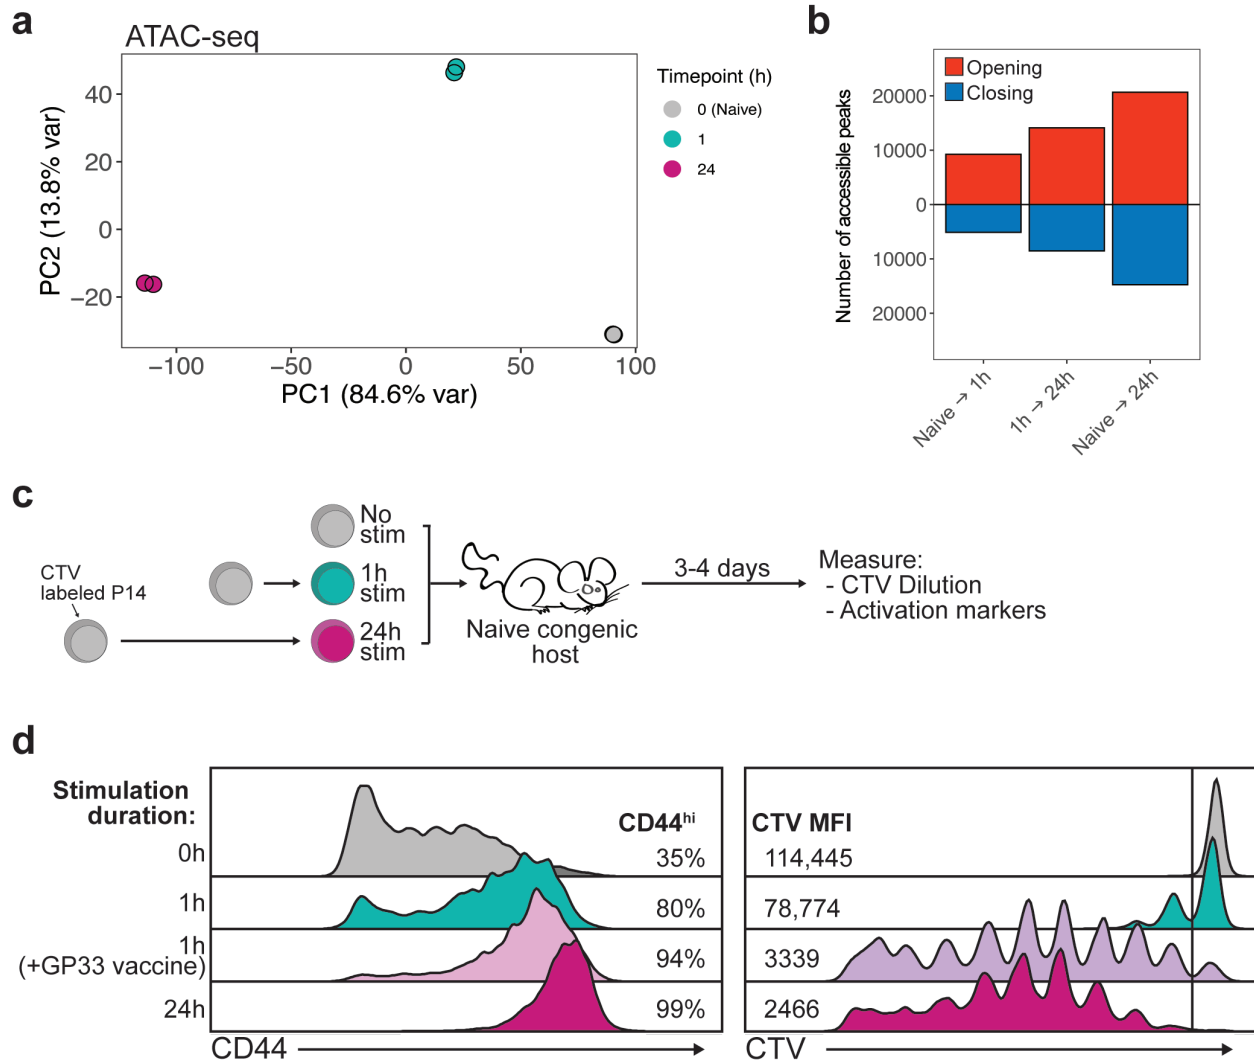 a
ATAC-seq
PC2 (13.8% var)
40
20
0
−20
−100
−50
0
50
100
PC1 (84.6% var)
Timepoint (h)
0 (Naive)
1
24
b
Opening
Closing
Number of accessible peaks
20000
10000
0
10000
20000
Naive → 1h
1h → 24h
Naive → 24h
c
CTV
labeled P14
No
stim
1h
stim
24h
stim
Naive congenic
host
3-4 days
Measure:
- CTV Dilution
- Activation markers
d
Stimulation
duration:
0h
1h
1h
(+GP33 vaccine)
24h
CD44hi
35%
80%
94%
99%
CD44
CTV MFI
114,445
78,774
3339
2466
CTV